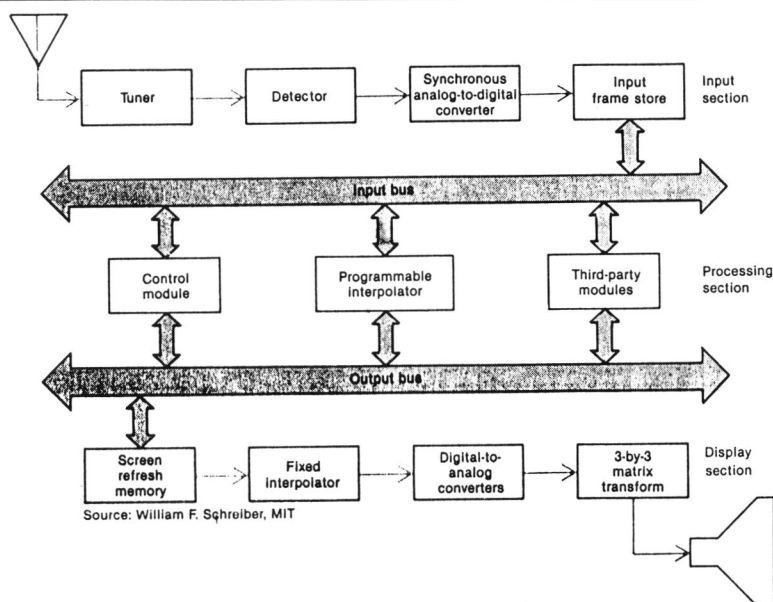 Tuner
Detector
Synchronous
analog-to-digital
converter
Input
frame store
Input
section
Input bus
Control
module
Programmable
interpolator
Third-party
modules
Processing
section
Output bus
Screen
refresh
memory
Fixed
interpolator
Digital-to-
analog
converters
3-by-3
matrix
transform
Display
section
Source: William F. Schreiber, MIT